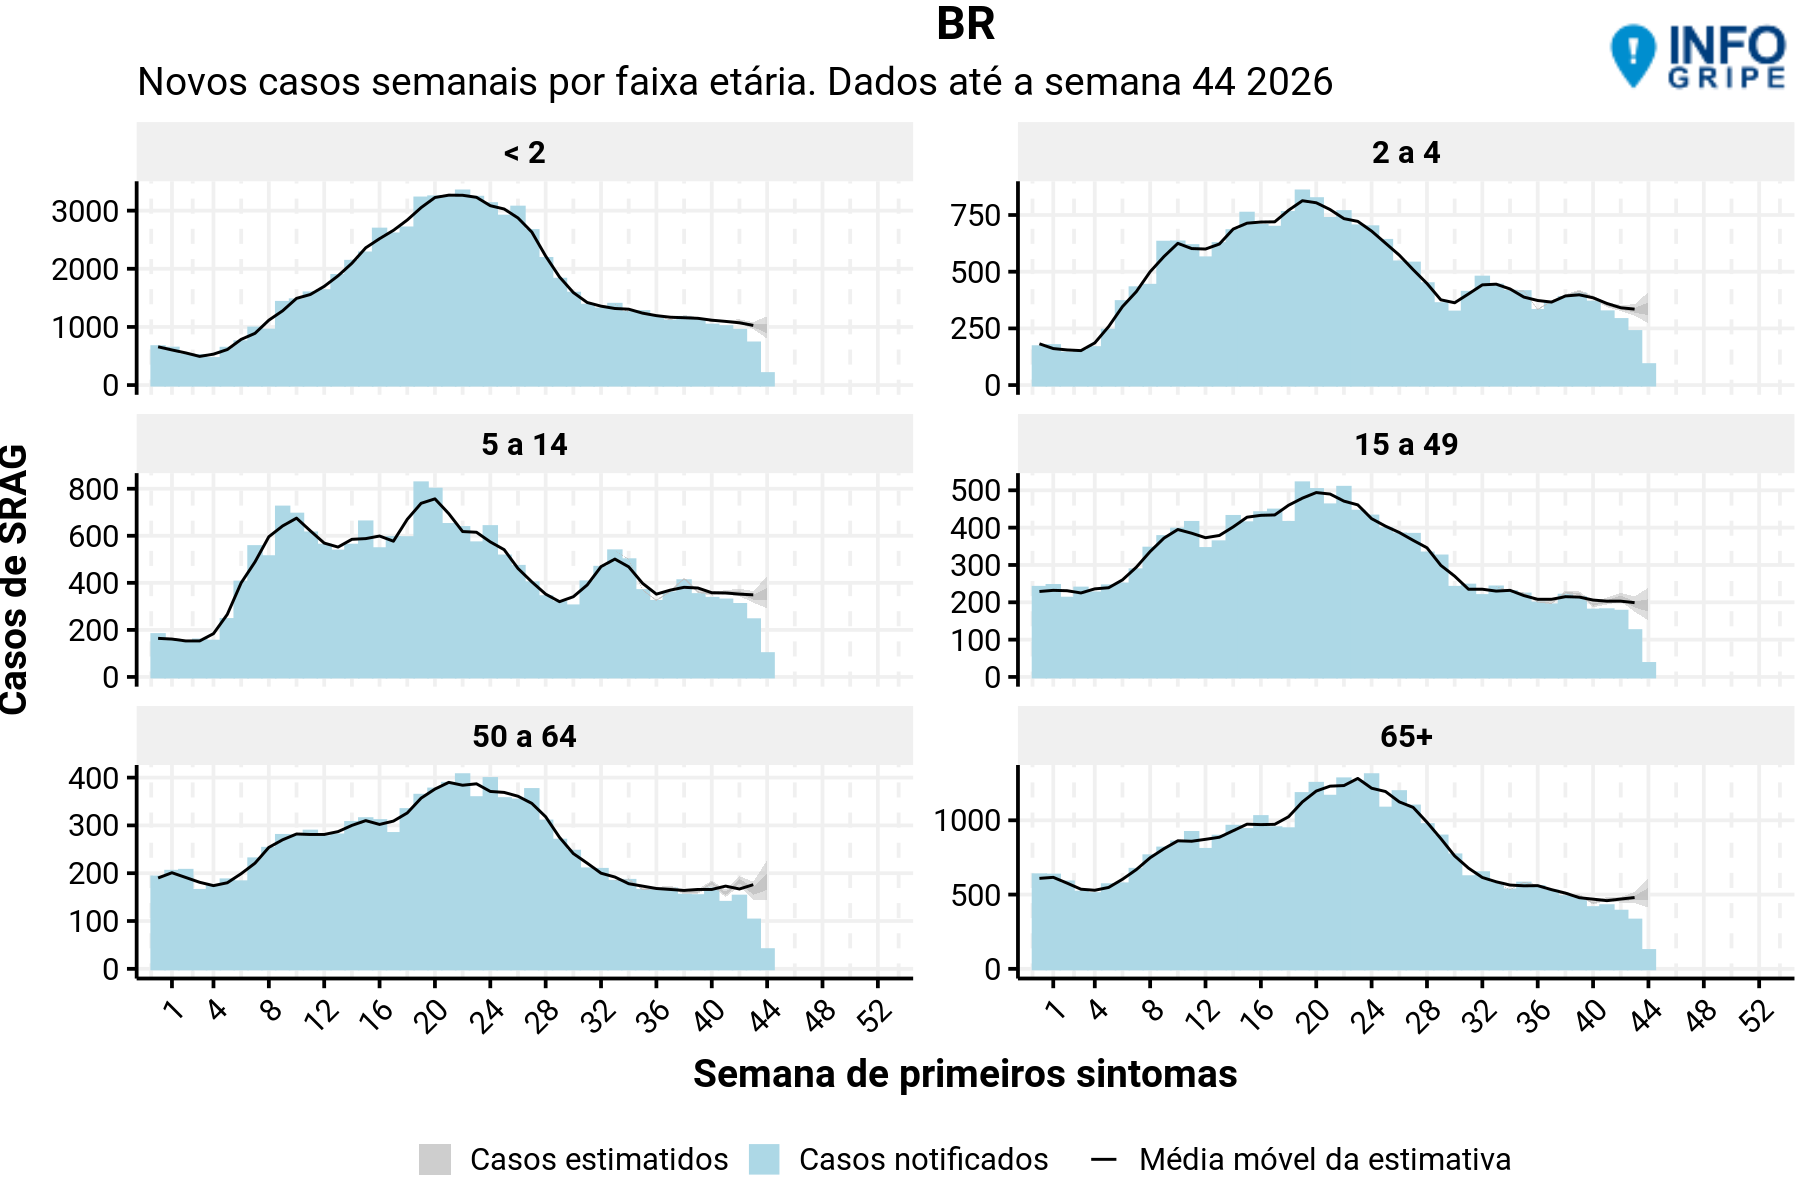 BR
INFO
GRIPE
Novos casos semanais por faixa etária. Dados até a semana 44 2026
< 2
2 a 4
3000
2000
1000
0
750
500
250
0
5 a 14
15 a 49
800
600
400
200
0
500
400
300
200
100
0
50 a 64
65+
400
300
200
100
0
1000
500
0
Casos de SRAG
1 4 8 12 16 20 24 28 32 36 40 44 48 52
1 4 8 12 16 20 24 28 32 36 40 44 48 52
Semana de primeiros sintomas
Casos estimatidos Casos notificados Média móvel da estimativa